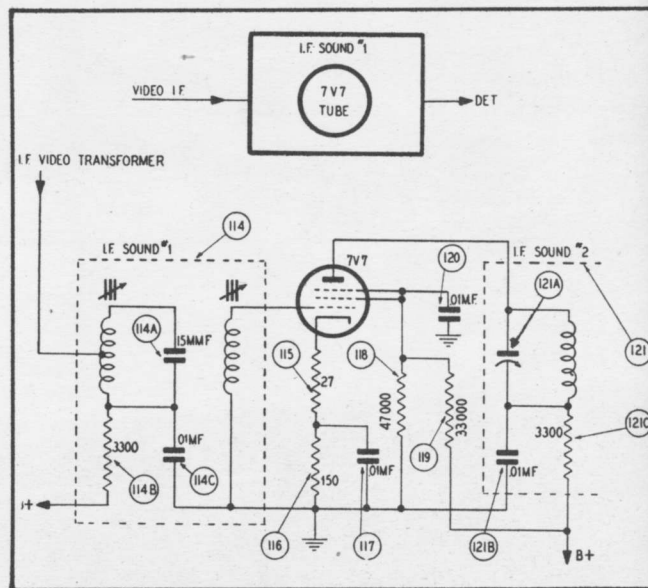 I.F. SOUND #1
VIDEO I.F.
7V7
TUBE
DET
I.F. VIDEO TRANSFORMER
I.F. SOUND #1
114
7V7
120
I.F. SOUND #2
114A
15MMF
.01MF.
121A
121
115
27
118
47000
119
33000
3300
121C
3300
.01MF
114B
114C
150
.01MF
.01MF
116
117
121B
B+